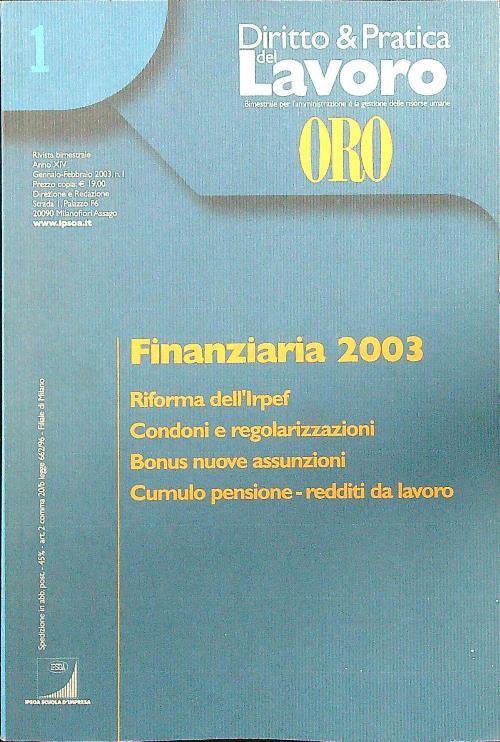 1
Diritto & Pratica
del
Lavoro
Bimestrale per l'amministrazione e la gestione delle risorse umane
ORO
Rivista bimestrale
Anno XIV
Gennaio-Febbraio 2003, n. 1
Prezzo copia: € 19,00
Direzione e Redazione
Strada 1, Palazzo F6
20090 Milanofiori Assago
www.ipsoa.it
Finanziaria 2003
Riforma dell'Irpef
Condoni e regolarizzazioni
Bonus nuove assunzioni
Cumulo pensione - redditi da lavoro
Spedizione in abb. post. - 45% - art. 2 comma 20/b legge 662/96 - Filiale di Milano
IPSOA
IPSOA SCUOLA D'IMPRESA